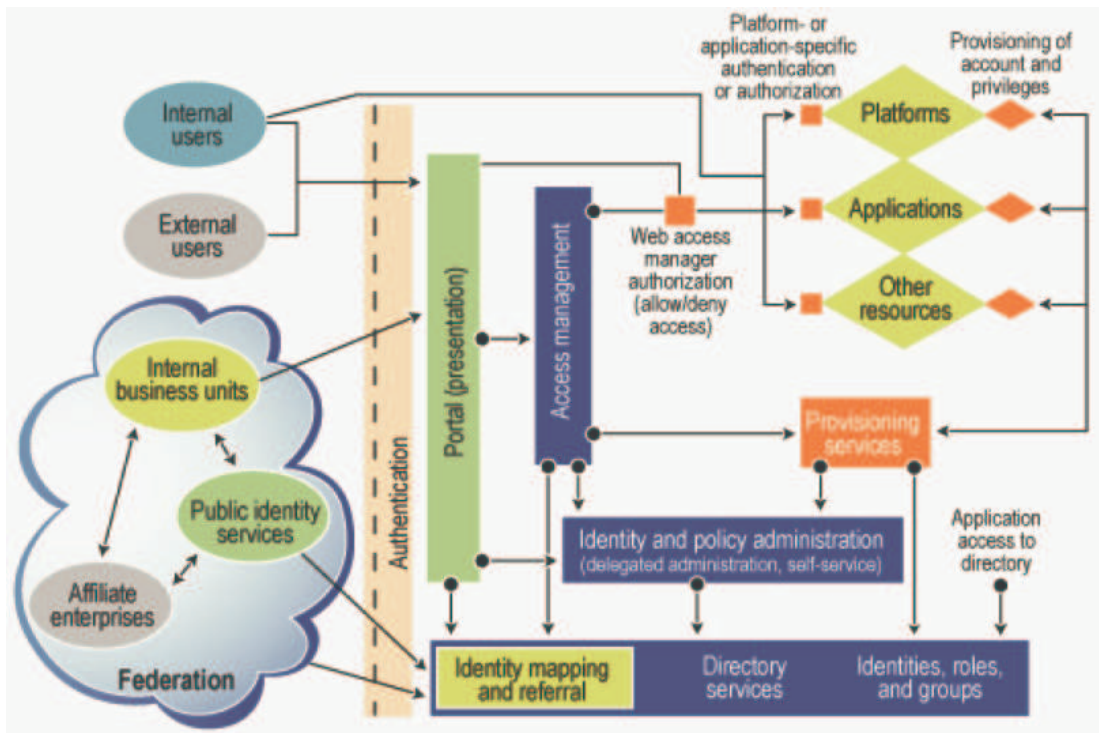 Platform- or
application-specific
authentication
or authorization
Provisioning of
account and
privileges
Internal
users
Platforms
External
users
Applications
Web access
manager
authorization
(allow/deny
access)
Other
resources
Internal
business units
Portal (presentation)
Access management
Authentication
Provisioning
services
Public identity
services
Identity and policy administration
(delegated administration, self-service)
Application
access to
directory
Affiliate
enterprises
Federation
Identity mapping
and referral
Directory
services
Identities, roles,
and groups